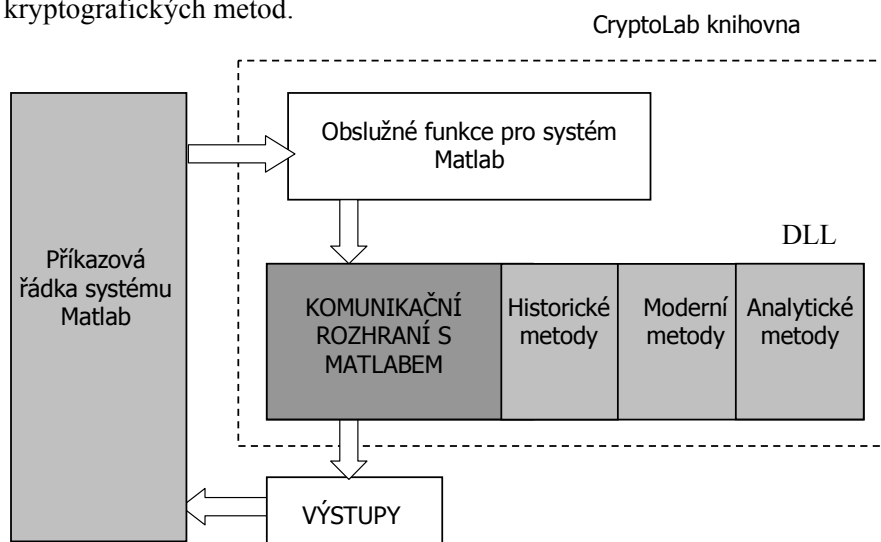 kryptografických metod.
CryptoLab knihovna
Obslužné funkce pro systém
Matlab
DLL
Příkazová
řádka systému
Matlab
KOMUNIKAČNÍ
ROZHRANÍ S
MATLABEM
Historické
metody
Moderní
metody
Analytické
metody
VÝSTUPY